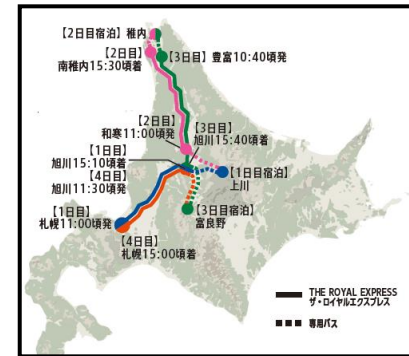 【2日目宿泊】稚内
【2日目】
南稚内15:30頃着
【3日目】豊富10:40頃発
【2日目】
和寒11:00頃発
【3日目】
旭川15:40頃着
【1日目】
旭川15:10頃着
【4日目】
旭川11:30頃発
【1日目宿泊】
上川
【1日目】
札幌11:00頃発
【3日目宿泊】
富良野
【4日目】
札幌15:00頃着
THE ROYAL EXPRESS
ザ・ロイヤルエクスプレス
専用バス